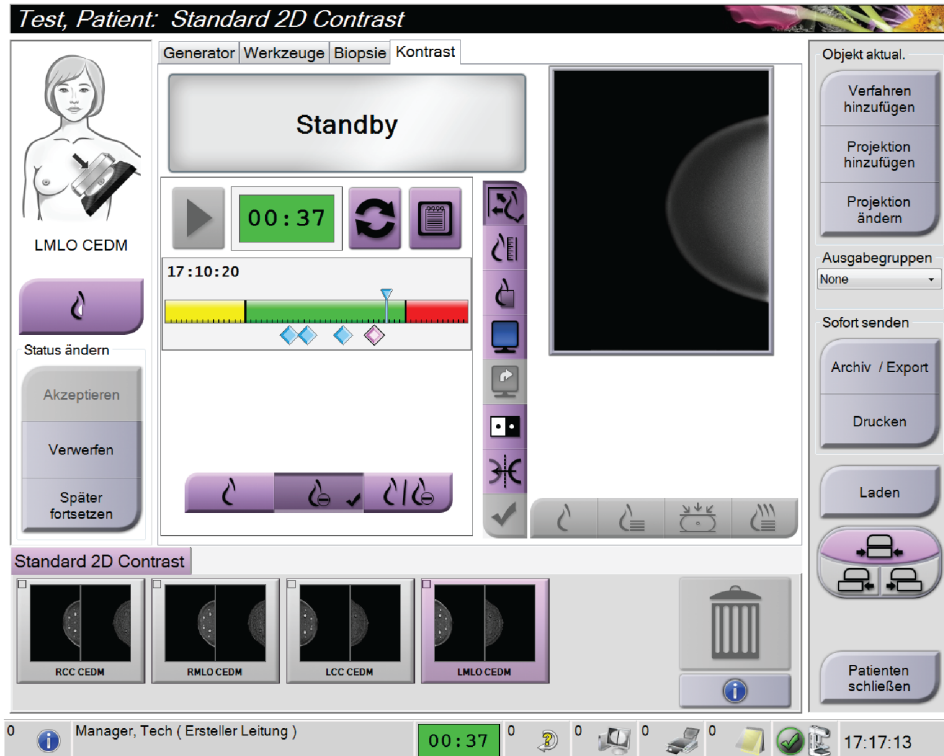 Test, Patient: Standard 2D Contrast
Generator
Werkzeuge
Biopsie
Kontrast
Standby
00:37
17:10:20
LMLO CEDM
Status ändern
Akzeptieren
Verwerfen
Später
fortsetzen
Objekt aktual.
Verfahren
hinzufügen
Projektion
hinzufügen
Projektion
ändern
Ausgabegruppen
None
Sofort senden
Archiv / Export
Drucken
Laden
Patienten
schließen
Standard 2D Contrast
RCC CEDM
RMLO CEDM
LCC CEDM
LMLO CEDM
0
Manager, Tech ( Ersteller Leitung )
00:37
0
0
0
0
17:17:13